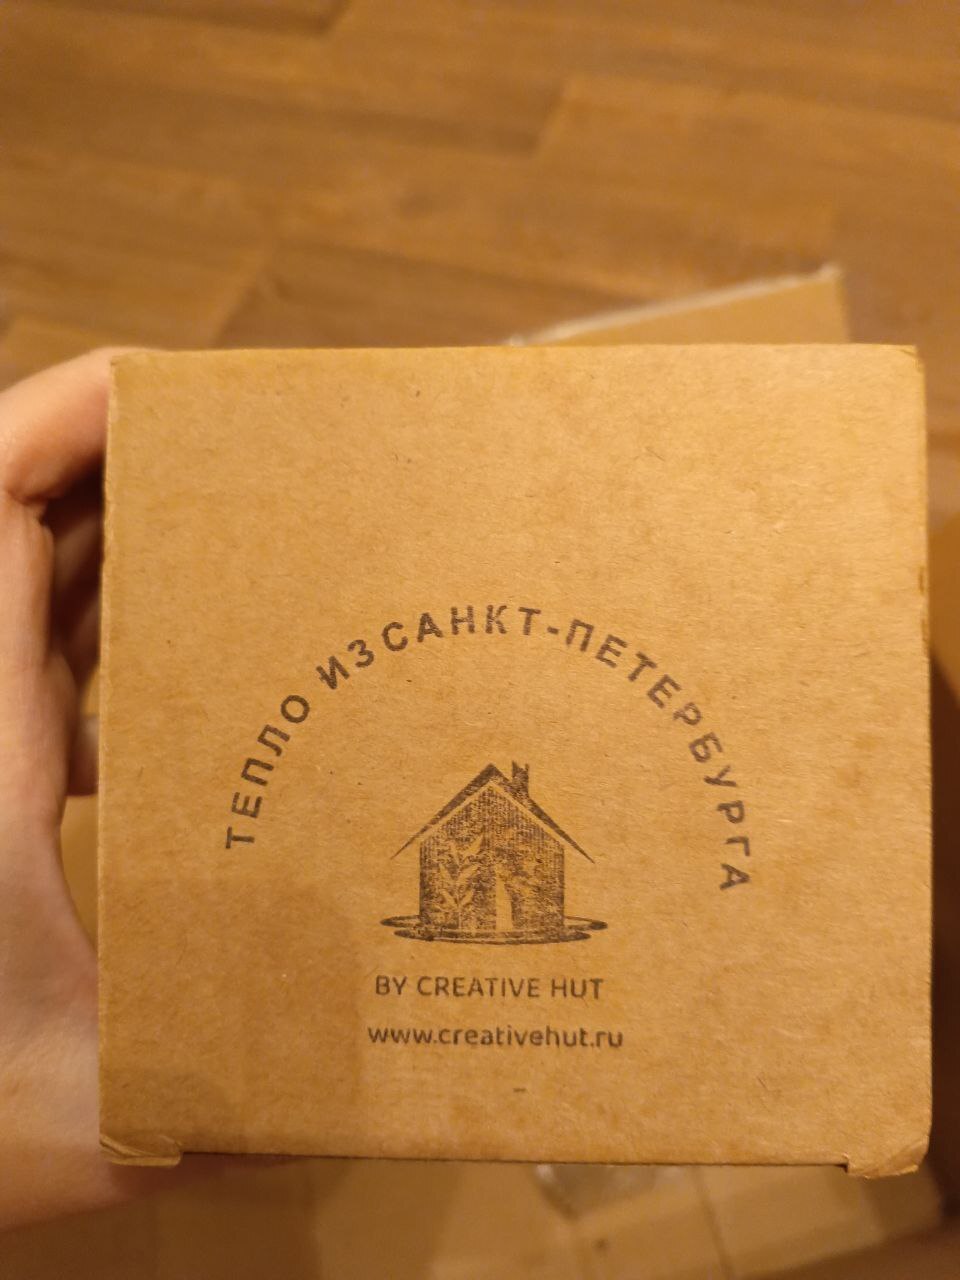 ТЕПЛО ИЗ САНКТ-ПЕТЕРБУРГА
BY CREATIVE HUT
www.creativehut.ru